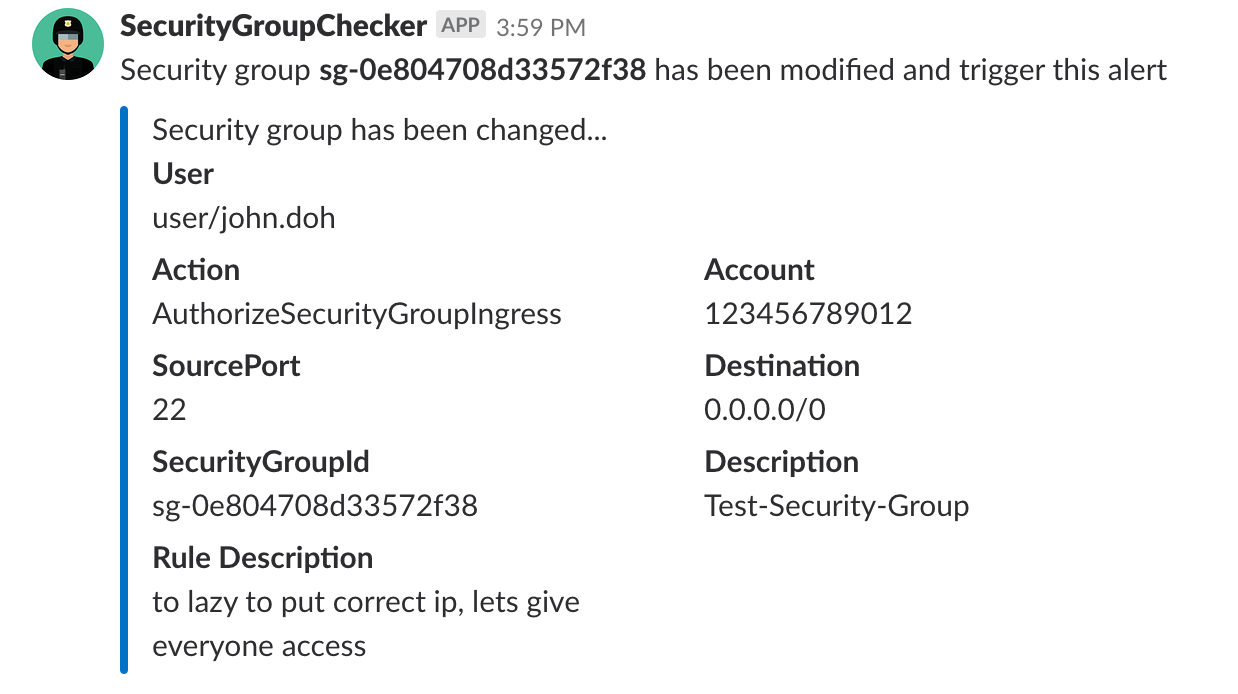 SecurityGroupChecker APP 3:59 PM
Security group sg-0e804708d33572f38 has been modified and trigger this alert
Security group has been changed...
User
user/john.doh
Action
AuthorizeSecurityGroupIngress
Account
123456789012
SourcePort
22
Destination
0.0.0.0/0
SecurityGroupId
sg-0e804708d33572f38
Description
Test-Security-Group
Rule Description
to lazy to put correct ip, lets give
everyone access